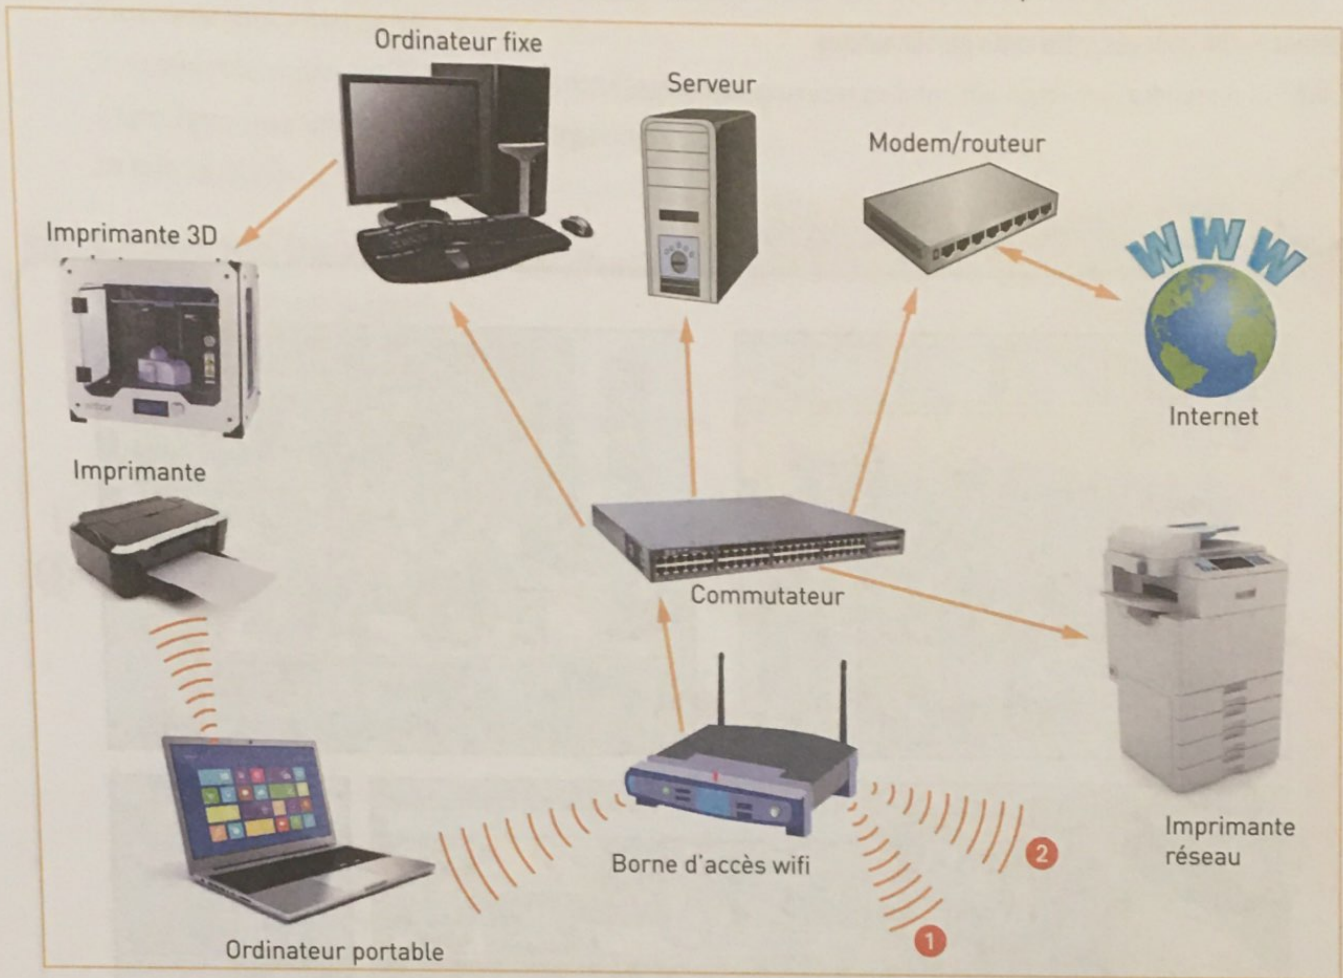 Ordinateur fixe
Serveur
Modem/routeur
Imprimante 3D
WWW
Internet
Imprimante
Commutateur
Imprimante
réseau
Borne d'accès wifi
2
1
Ordinateur portable